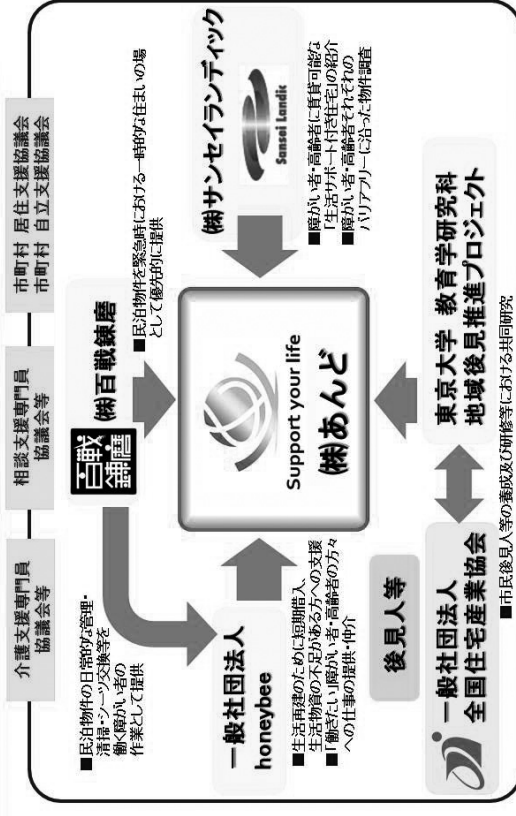 介護支援専門員
協議会等
相談支援専門員
協議会等
市町村 居住支援協議会
市町村 自立支援協議会
■民泊物件の日常的な管理・
清掃・シーツ交換等を
働く障がい者の
作業として提供
百戦
錬磨
(株)百戦錬磨
■民泊物件を緊急時における一時的な住まいの場
として優先的に提供
一般社団法人
honeybee
■生活再建のために短期借入、
生活物資の不足がある方への支援
■「働きたい」障がい者・高齢者の方々
への仕事の提供・仲介
Support your life
(株)あんど
(株)サンセイランディック
Sansei Landic
■障がい者・高齢者に賃貸可能な
「生活サポート付き住宅」の紹介
■障がい者・高齢者それぞれの
バリアフリーに沿った物件調査
後見人等
一般社団法人
全国住宅産業協会
東京大学 教育学研究科
地域後見推進プロジェクト
■市民後見人等の養成及び研修等における共同研究